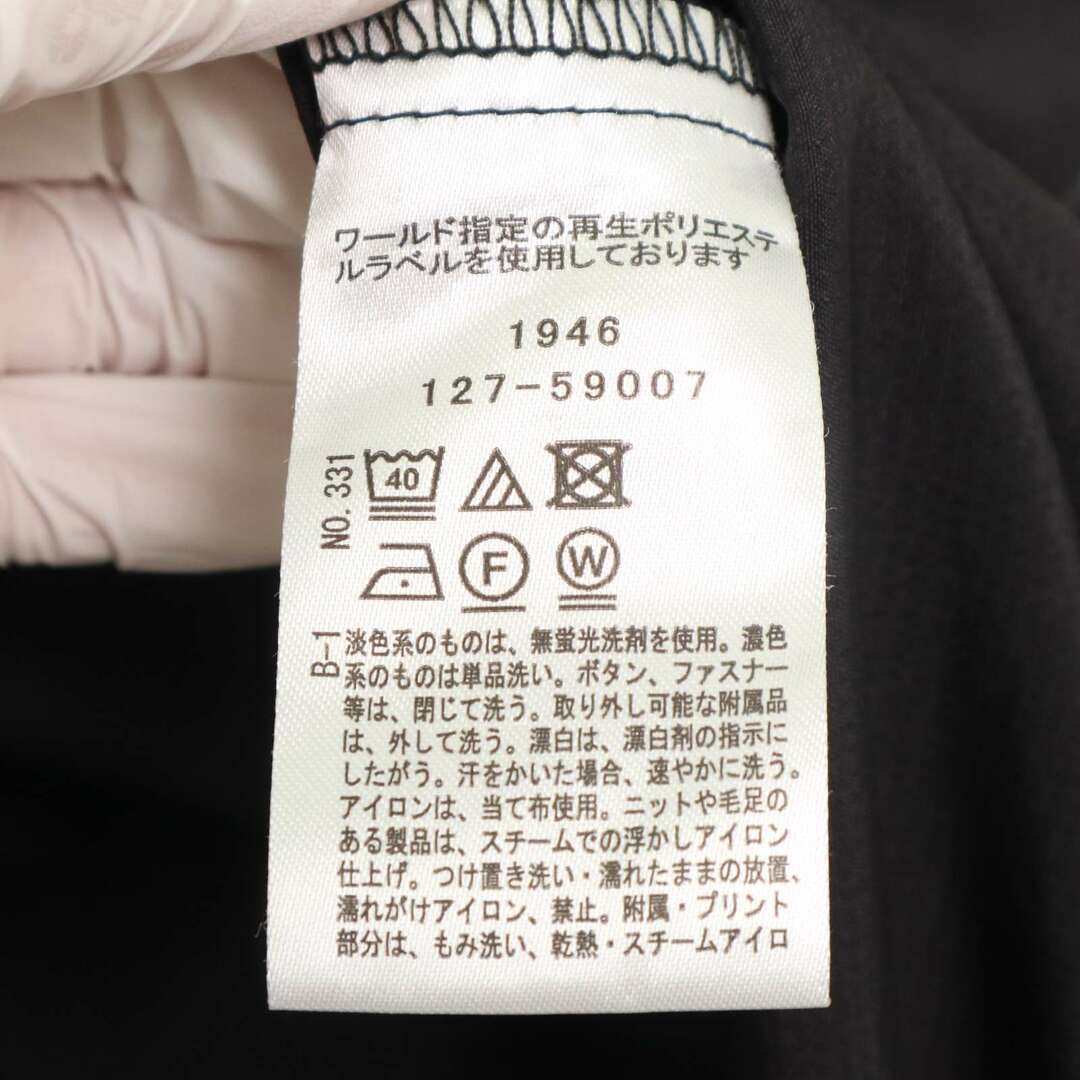 ワールド指定の再生ポリエステ
ルラベルを使用しております
1946
127-59007
NO. 331
40
F
W
B-1
淡色系のものは、無蛍光洗剤を使用。濃色
系のものは単品洗い。ボタン、ファスナー
等は、閉じて洗う。取り外し可能な附属品
は、外して洗う。漂白は、漂白剤の指示に
したがう。汗をかいた場合、速やかに洗う。
アイロンは、当て布使用。ニットや毛足の
ある製品は、スチームでの浮かしアイロン
仕上げ。つけ置き洗い・濡れたままの放置、
濡れがけアイロン、禁止。附属・プリント
部分は、もみ洗い、乾熱・スチームアイロ